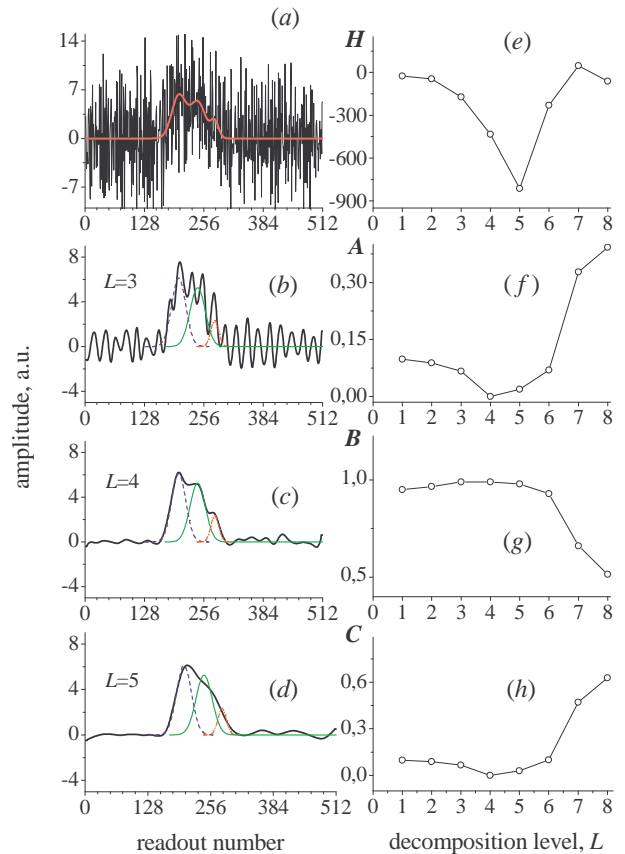 (a)
14
7
0
-7
0 128 256 384 512
H
(e)
0
-300
-600
-900
0 1 2 3 4 5 6 7 8
amplitude, a.u.
L=3
(b)
8
4
0
-4
0 128 256 384 512
A
(f)
0,30
0,15
0,00
0 1 2 3 4 5 6 7 8
L=4
(c)
8
4
0
-4
0 128 256 384 512
B
(g)
1,0
0,5
0 1 2 3 4 5 6 7 8
L=5
(d)
8
4
0
-4
0 128 256 384 512
readout number
C
(h)
0,6
0,3
0,0
0 1 2 3 4 5 6 7 8
decomposition level, L